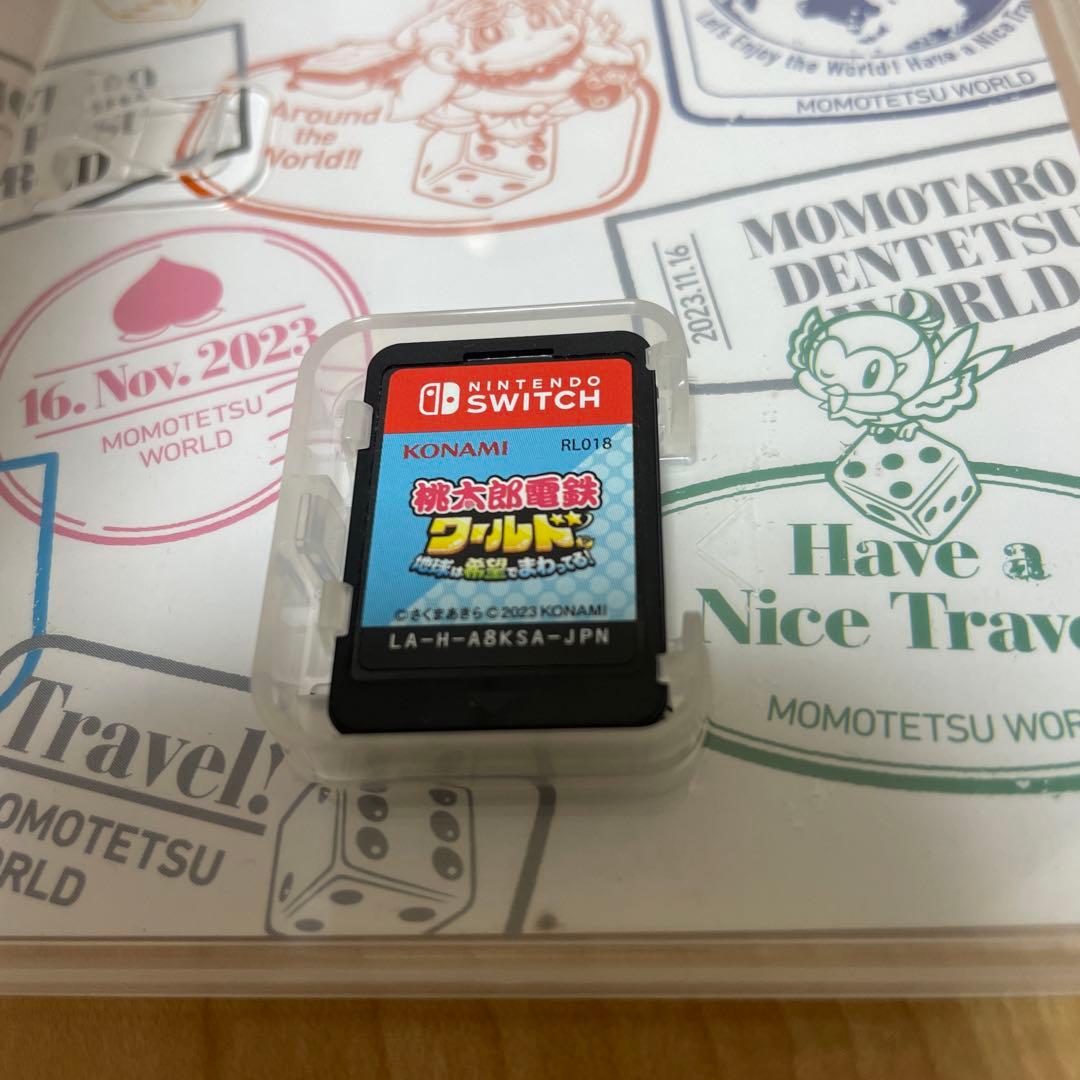 Around
the
World!!
Let's Enjoy the World! Have a Nice Tra
MOMOTETSU WORLD
MOMOTARO
DENTETSU
WORLD
2023.11.16
16. Nov. 2023
MOMOTETSU
WORLD
NINTENDO
SWITCH
KONAMI RL018
桃太郎電鉄
ワールド
地球は希望でまわってる!
©さくまあきら ©2023 KONAMI
LA-H-A8KSA-JPN
Have a
Nice Trave
MOMOTETSU WOR
Travel!
OMOTETSU
RLD